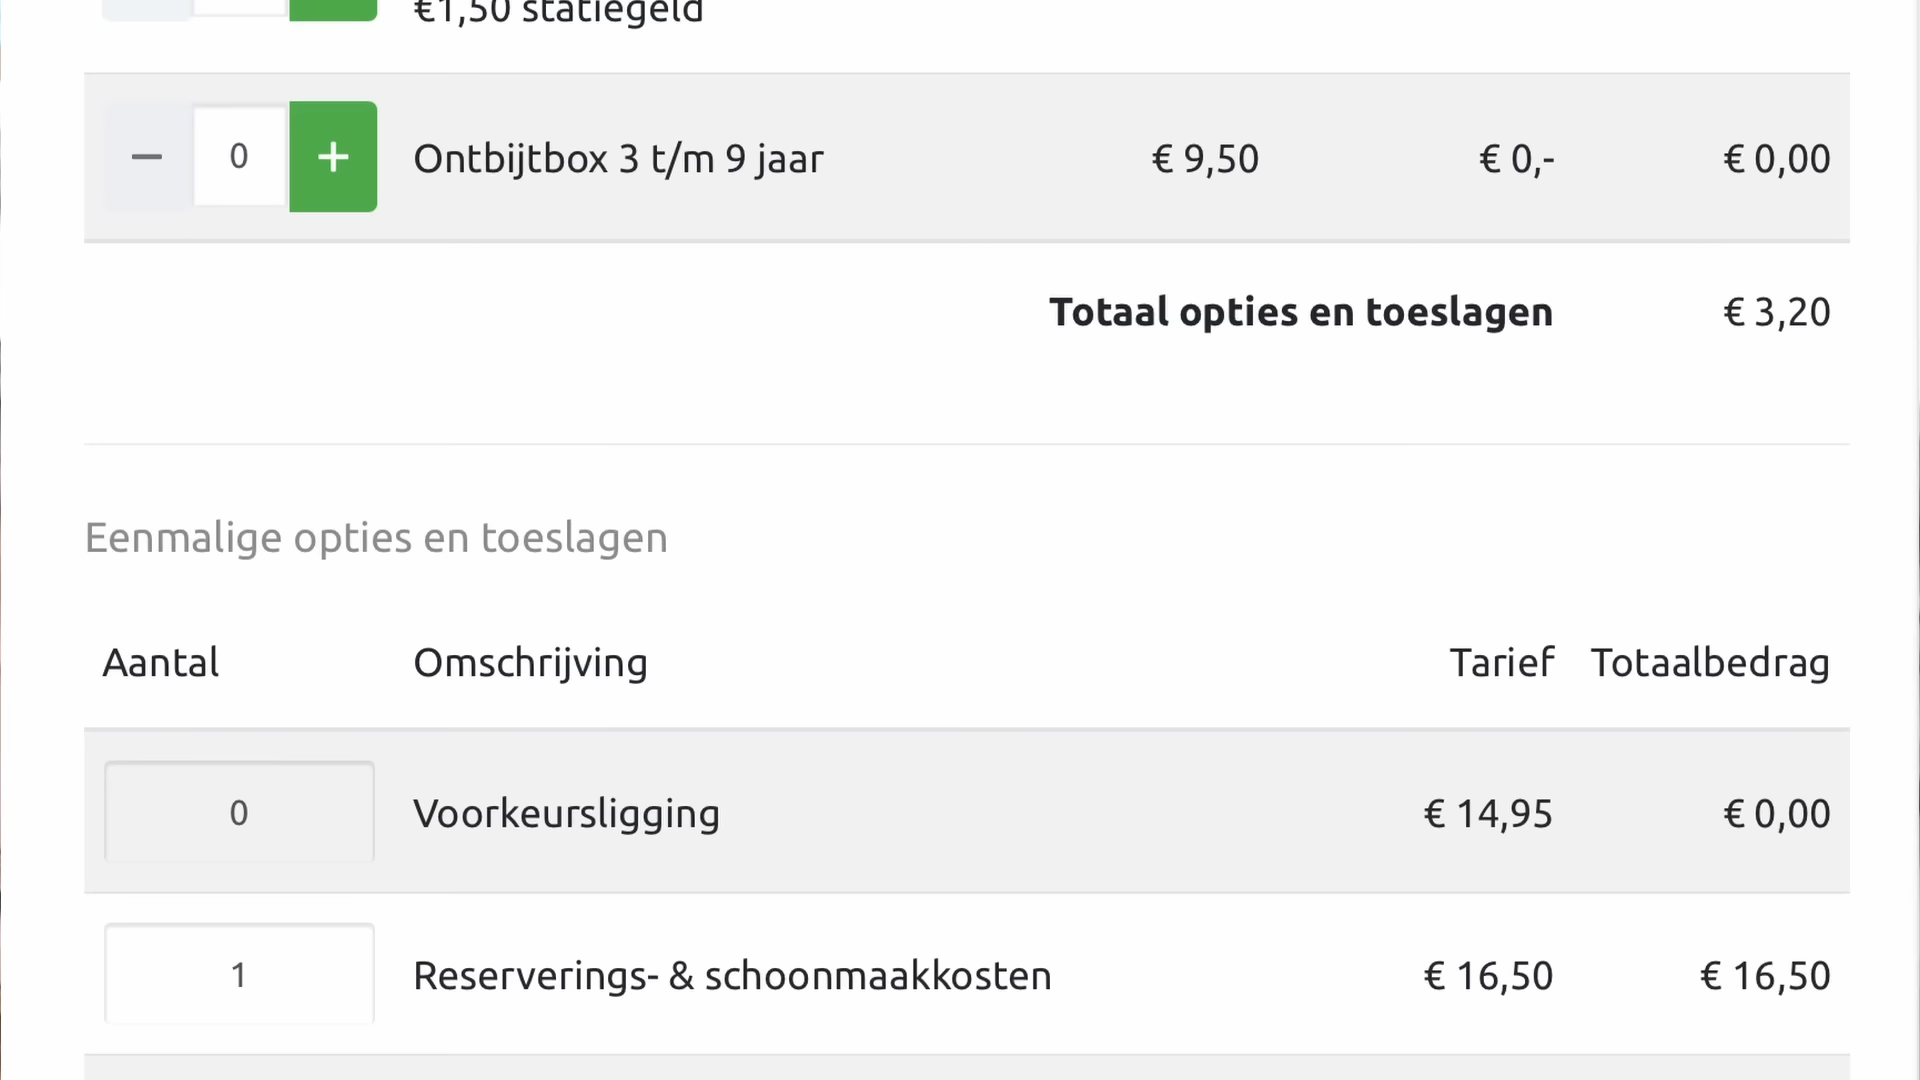 €1,50 statiegeld
− 0 + Ontbijtbox 3 t/m 9 jaar € 9,50 € 0,- € 0,00
Totaal opties en toeslagen € 3,20
Eenmalige opties en toeslagen
Aantal Omschrijving Tarief Totaalbedrag
0 Voorkeursligging € 14,95 € 0,00
1 Reserverings- & schoonmaakkosten € 16,50 € 16,50